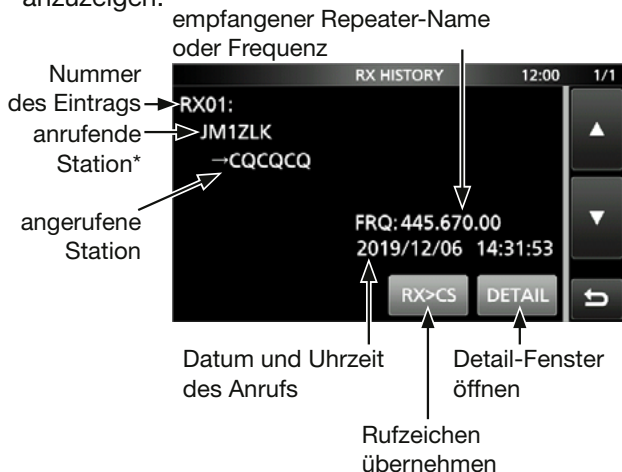 anzuzeigen.
empfangener Repeater-Name
oder Frequenz
Nummer
des Eintrags
anrufende
Station*
angerufene
Station
RX HISTORY 12:00 1/1
RX01:
JM1ZLK
→CQCQCQ
FRQ: 445.670.00
2019/12/06 14:31:53
RX>CS DETAIL
Datum und Uhrzeit
des Anrufs
Detail-Fenster
öffnen
Rufzeichen
übernehmen